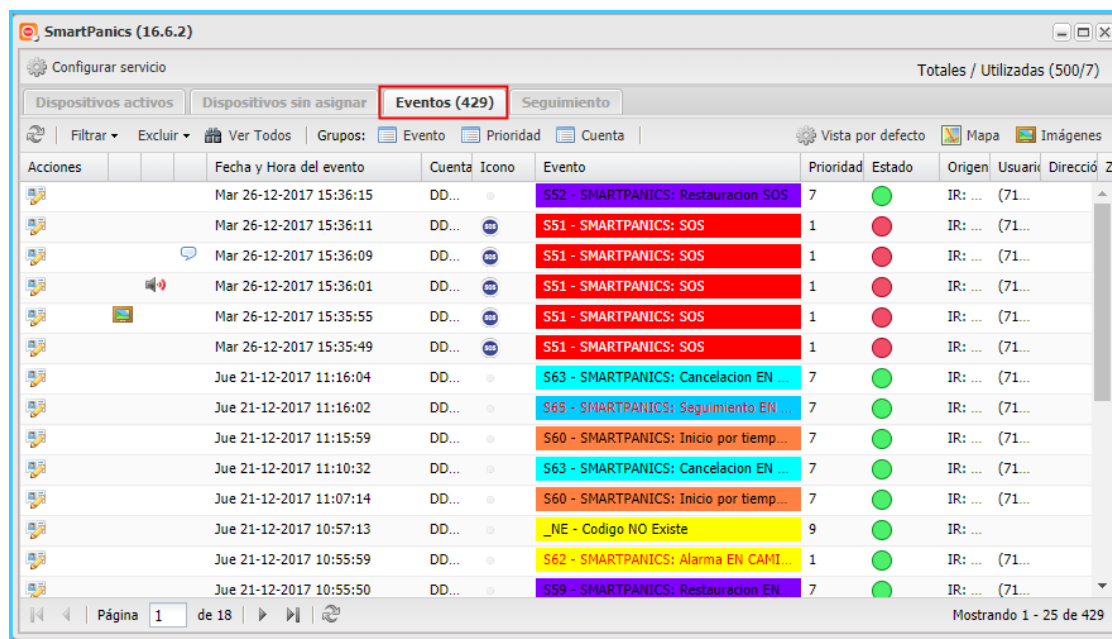 SmartPanics (16.6.2)
Configurar servicio Totales / Utilizadas (500/7)
Dispositivos activos Dispositivos sin asignar Eventos (429) Seguimiento
Filtrar Excluir Ver Todos Grupos: Evento Prioridad Cuenta Vista por defecto Mapa Imágenes
Acciones Fecha y Hora del evento Cuenta Icono Evento Prioridad Estado Origen Usuario Direcció Z
Mar 26-12-2017 15:36:15 DD... S52 - SMARTPANICS: Restauracion SOS 7 IR: ... (71...
Mar 26-12-2017 15:36:11 DD... SOS S51 - SMARTPANICS: SOS 1 IR: ... (71...
Mar 26-12-2017 15:36:09 DD... SOS S51 - SMARTPANICS: SOS 1 IR: ... (71...
Mar 26-12-2017 15:36:01 DD... SOS S51 - SMARTPANICS: SOS 1 IR: ... (71...
Mar 26-12-2017 15:35:55 DD... SOS S51 - SMARTPANICS: SOS 1 IR: ... (71...
Mar 26-12-2017 15:35:49 DD... SOS S51 - SMARTPANICS: SOS 1 IR: ... (71...
Jue 21-12-2017 11:16:04 DD... S63 - SMARTPANICS: Cancelacion EN ... 7 IR: ... (71...
Jue 21-12-2017 11:16:02 DD... S65 - SMARTPANICS: Seguimiento EN ... 7 IR: ... (71...
Jue 21-12-2017 11:15:59 DD... S60 - SMARTPANICS: Inicio por tiemp... 7 IR: ... (71...
Jue 21-12-2017 11:10:32 DD... S63 - SMARTPANICS: Cancelacion EN ... 7 IR: ... (71...
Jue 21-12-2017 11:07:14 DD... S60 - SMARTPANICS: Inicio por tiemp... 7 IR: ... (71...
Jue 21-12-2017 10:57:13 DD... _NE - Codigo NO Existe 9 IR: ...
Jue 21-12-2017 10:55:59 DD... S62 - SMARTPANICS: Alarma EN CAMI... 1 IR: ... (71...
Jue 21-12-2017 10:55:50 DD... S59 - SMARTPANICS: Restauracion EN... 7 IR: ... (71...
Página 1 de 18 Mostrando 1 - 25 de 429